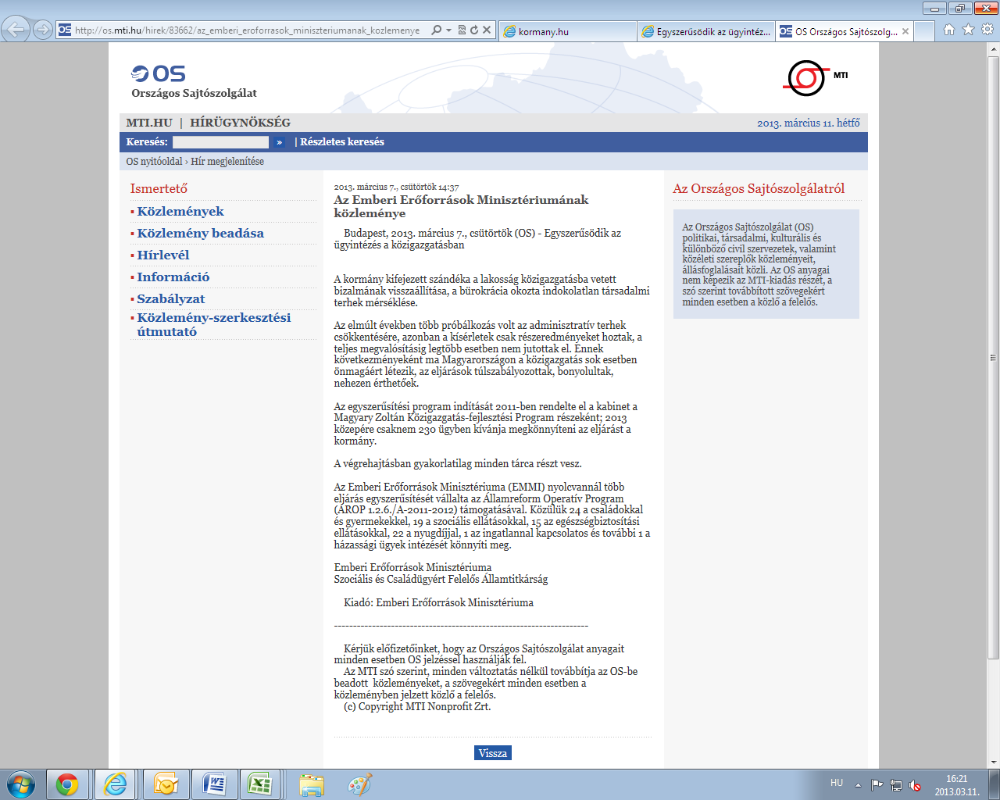 http://os.mti.hu/hirek/83662/az_emberi_eroforrasok_miniszteriumanak_kozlemenye
kormany.hu
Egyszerűsödik az ügyintéz...
OS Országos Sajtószolg...
OS
Országos Sajtószolgálat
MTI
MTI.HU | HÍRÜGYNÖKSÉG
2013. március 11. hétfő
Keresés:
»
| Részletes keresés
OS nyitóoldal › Hír megjelenítése
Ismertető
Közlemények
Közlemény beadása
Hírlevél
Információ
Szabályzat
Közlemény-szerkesztési
útmutató
2013. március 7., csütörtök 14:37
Az Emberi Erőforrások Minisztériumának
közleménye
Budapest, 2013. március 7., csütörtök (OS) - Egyszerűsödik az
ügyintézés a közigazgatásban
A kormány kifejezett szándéka a lakosság közigazgatásba vetett
bizalmának visszaállítása, a bürokrácia okozta indokolatlan társadalmi
terhek mérséklése.
Az elmúlt években több próbálkozás volt az adminisztratív terhek
csökkentésére, azonban a kísérletek csak részeredményeket hoztak, a
teljes megvalósításig legtöbb esetben nem jutottak el. Ennek
következményeként ma Magyarországon a közigazgatás sok esetben
önmagáért létezik, az eljárások túlszabályozottak, bonyolultak,
nehezen érthetőek.
Az egyszerűsítési program indítását 2011-ben rendelte el a kabinet a
Magyary Zoltán Közigazgatás-fejlesztési Program részeként; 2013
közepére csaknem 230 ügyben kívánja megkönnyíteni az eljárást a
kormány.
A végrehajtásban gyakorlatilag minden tárca részt vesz.
Az Emberi Erőforrások Minisztériuma (EMMI) nyolcvannál több
eljárás egyszerűsítését vállalta az Államreform Operatív Program
(ÁROP 1.2.6./A-2011-2012) támogatásával. Közülük 24 a családokkal
és gyermekekkel, 19 a szociális ellátásokkal, 15 az egészségbiztosítási
ellátásokkal, 22 a nyugdíjjal, 1 az ingatlannal kapcsolatos és további 1 a
házassági ügyek intézését könnyíti meg.
Emberi Erőforrások Minisztériuma
Szociális és Családügyért Felelős Államtitkárság
Kiadó: Emberi Erőforrások Minisztériuma
-------------------------------------------------------------------
Kérjük előfizetőinket, hogy az Országos Sajtószolgálat anyagait
minden esetben OS jelzéssel használják fel.
Az MTI szó szerint, minden változtatás nélkül továbbítja az OS-be
beadott  közleményeket, a szövegekért minden esetben a
közleményben jelzett közlő a felelős.
(c) Copyright MTI Nonprofit Zrt.
Vissza
Az Országos Sajtószolgálatról
Az Országos Sajtószolgálat (OS)
politikai, társadalmi, kulturális és
különböző civil szervezetek, valamint
közéleti szereplők közleményeit,
állásfoglalásait közli. Az OS anyagai
nem képezik az MTI-kiadás részét, a
szó szerint továbbított szövegekért
minden esetben a közlő a felelős.
HU
16:21
2013.03.11.